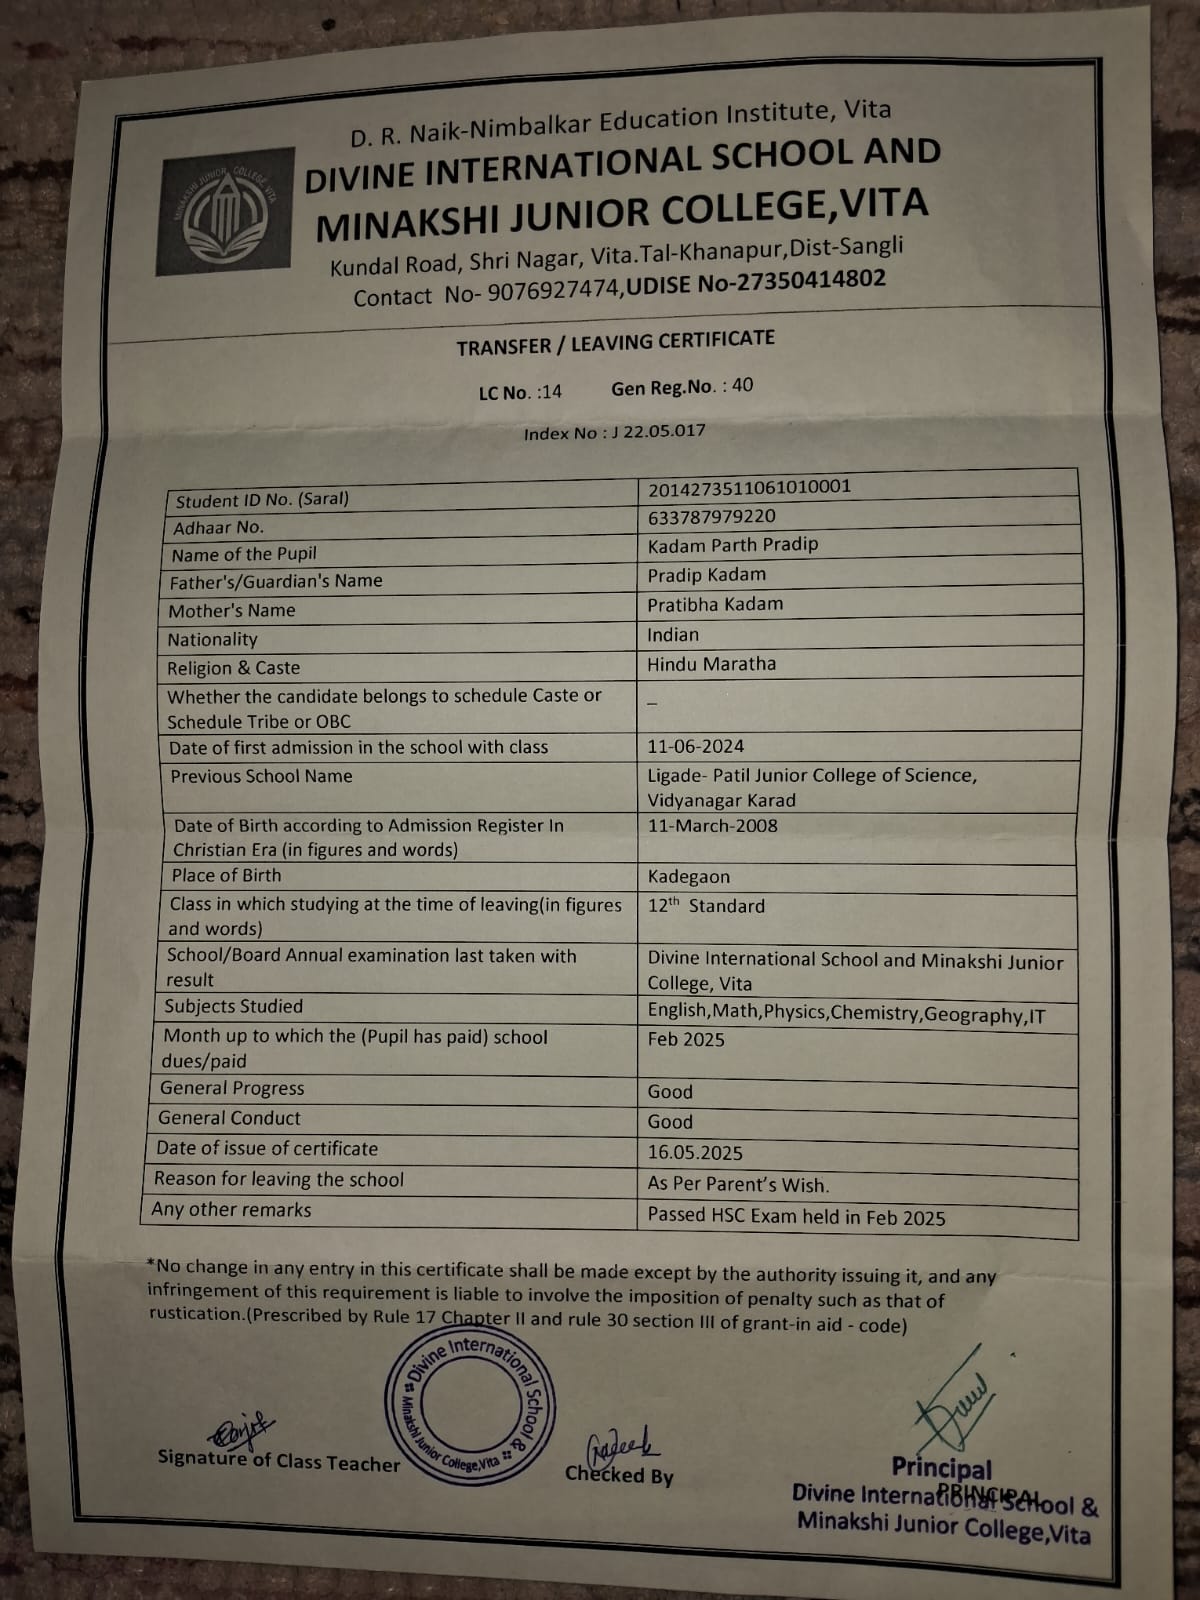 D. R. Naik-Nimbalkar Education Institute, Vita
MINAKSHI JUNIOR COLLEGE, VITA
DIVINE INTERNATIONAL SCHOOL AND
MINAKSHI JUNIOR COLLEGE,VITA
Kundal Road, Shri Nagar, Vita.Tal-Khanapur,Dist-Sangli
Contact No- 9076927474,UDISE No-27350414802
TRANSFER / LEAVING CERTIFICATE
LC No. :14 Gen Reg.No. : 40
Index No : J 22.05.017
Student ID No. (Saral) 2014273511061010001
Adhaar No. 633787979220
Name of the Pupil Kadam Parth Pradip
Father's/Guardian's Name Pradip Kadam
Mother's Name Pratibha Kadam
Nationality Indian
Religion & Caste Hindu Maratha
Whether the candidate belongs to schedule Caste or
Schedule Tribe or OBC –
Date of first admission in the school with class 11-06-2024
Previous School Name Ligade- Patil Junior College of Science,
Vidyanagar Karad
Date of Birth according to Admission Register In 11-March-2008
Christian Era (in figures and words)
Place of Birth Kadegaon
Class in which studying at the time of leaving(in figures 12th Standard
and words)
School/Board Annual examination last taken with Divine International School and Minakshi Junior
result College, Vita
Subjects Studied English,Math,Physics,Chemistry,Geography,IT
Month up to which the (Pupil has paid) school Feb 2025
dues/paid
General Progress Good
General Conduct Good
Date of issue of certificate 16.05.2025
Reason for leaving the school As Per Parent’s Wish.
Any other remarks Passed HSC Exam held in Feb 2025
*No change in any entry in this certificate shall be made except by the authority issuing it, and any
infringement of this requirement is liable to involve the imposition of penalty such as that of
rustication.(Prescribed by Rule 17 Chapter II and rule 30 section III of grant-in aid - code)
Divine International School &
Minakshi Junior College,Vita
Signature of Class Teacher
Checked By
Principal
PRINCIPAL
Divine International School &
Minakshi Junior College,Vita